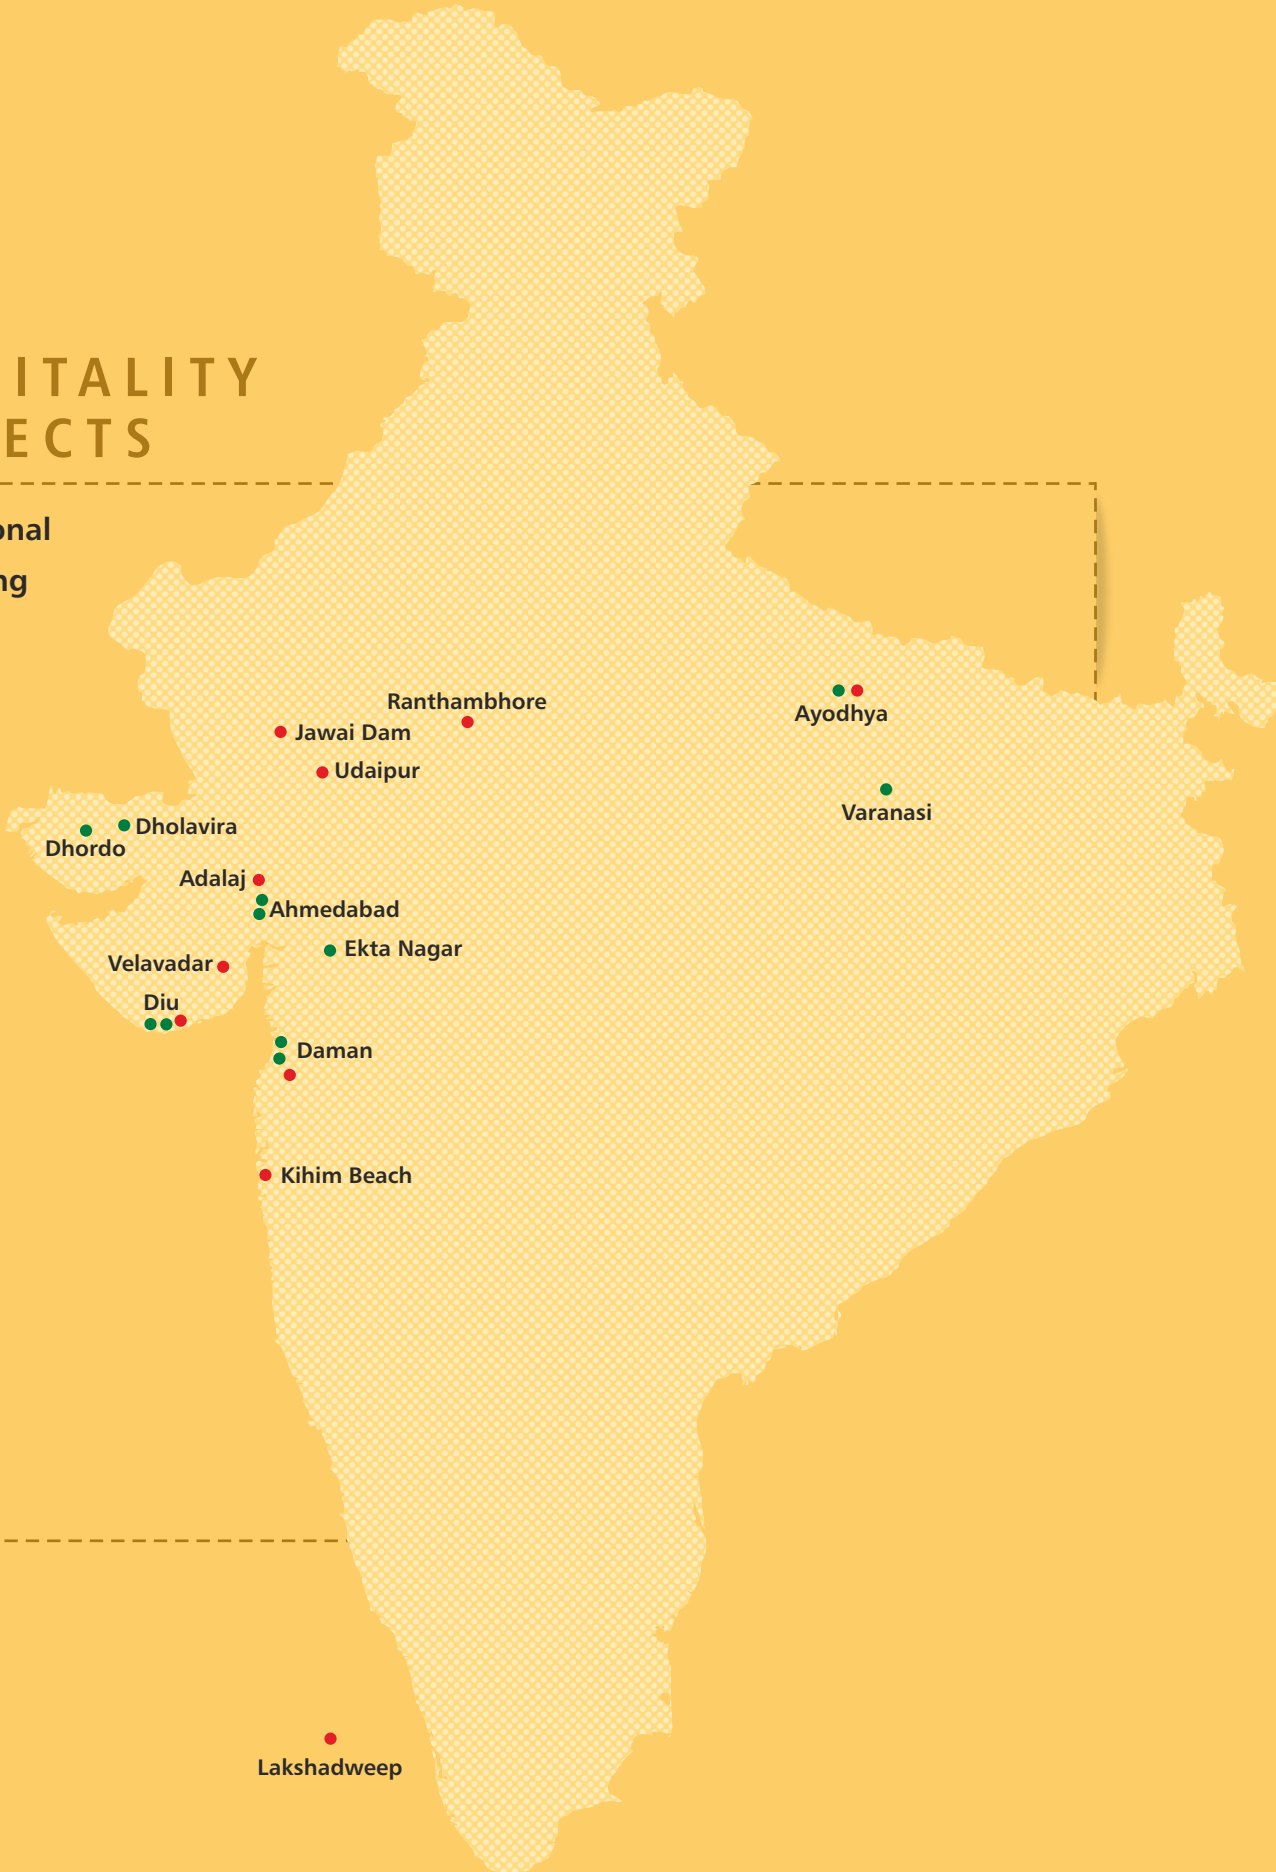 ITALITY
ECTS
onal
ng
Ranthambhore
Jawai Dam
Ayodhya
Udaipur
Varanasi
Dholavira
Dhordo
Adalaj
Ahmedabad
Ekta Nagar
Velavadar
Diu
Daman
Kihim Beach
Lakshadweep